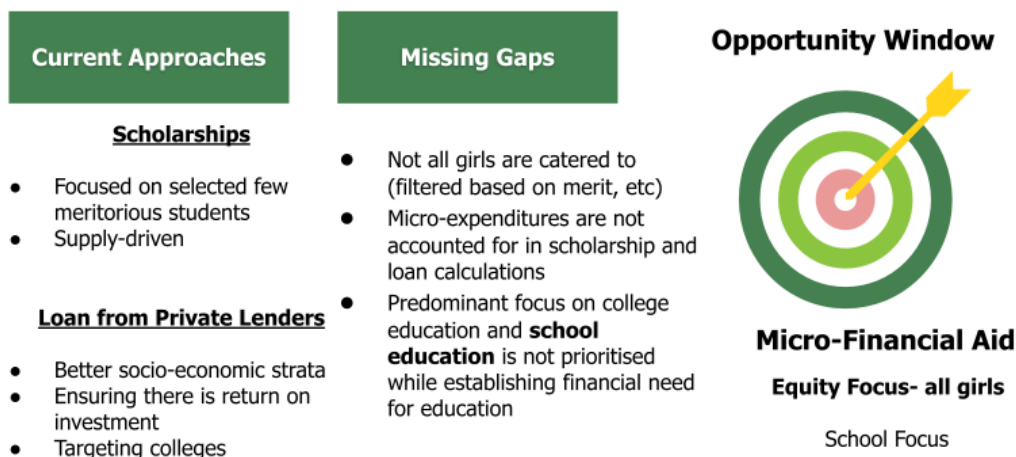 Current Approaches
Scholarships
● Focused on selected few
meritorious students
● Supply-driven
Loan from Private Lenders
● Better socio-economic strata
● Ensuring there is return on
investment
● Targeting colleges
Missing Gaps
● Not all girls are catered to
(filtered based on merit, etc)
● Micro-expenditures are not
accounted for in scholarship and
loan calculations
● Predominant focus on college
education and school
education is not prioritised
while establishing financial need
for education
Opportunity Window
Micro-Financial Aid
Equity Focus- all girls
School Focus